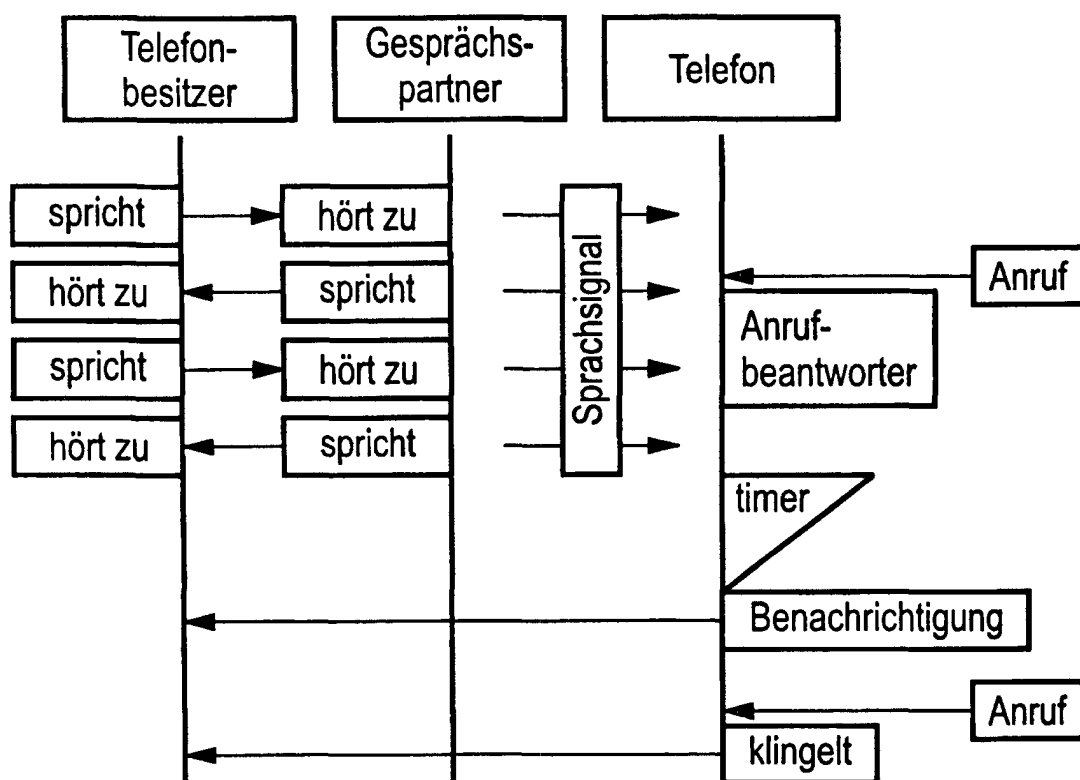 Telefon-
besitzer
Gesprächs-
partner
Telefon
spricht
hört zu
Sprachsignal
hört zu
spricht
Anruf
Anruf-
beantworter
spricht
hört zu
hört zu
spricht
timer
Benachrichtigung
Anruf
klingelt